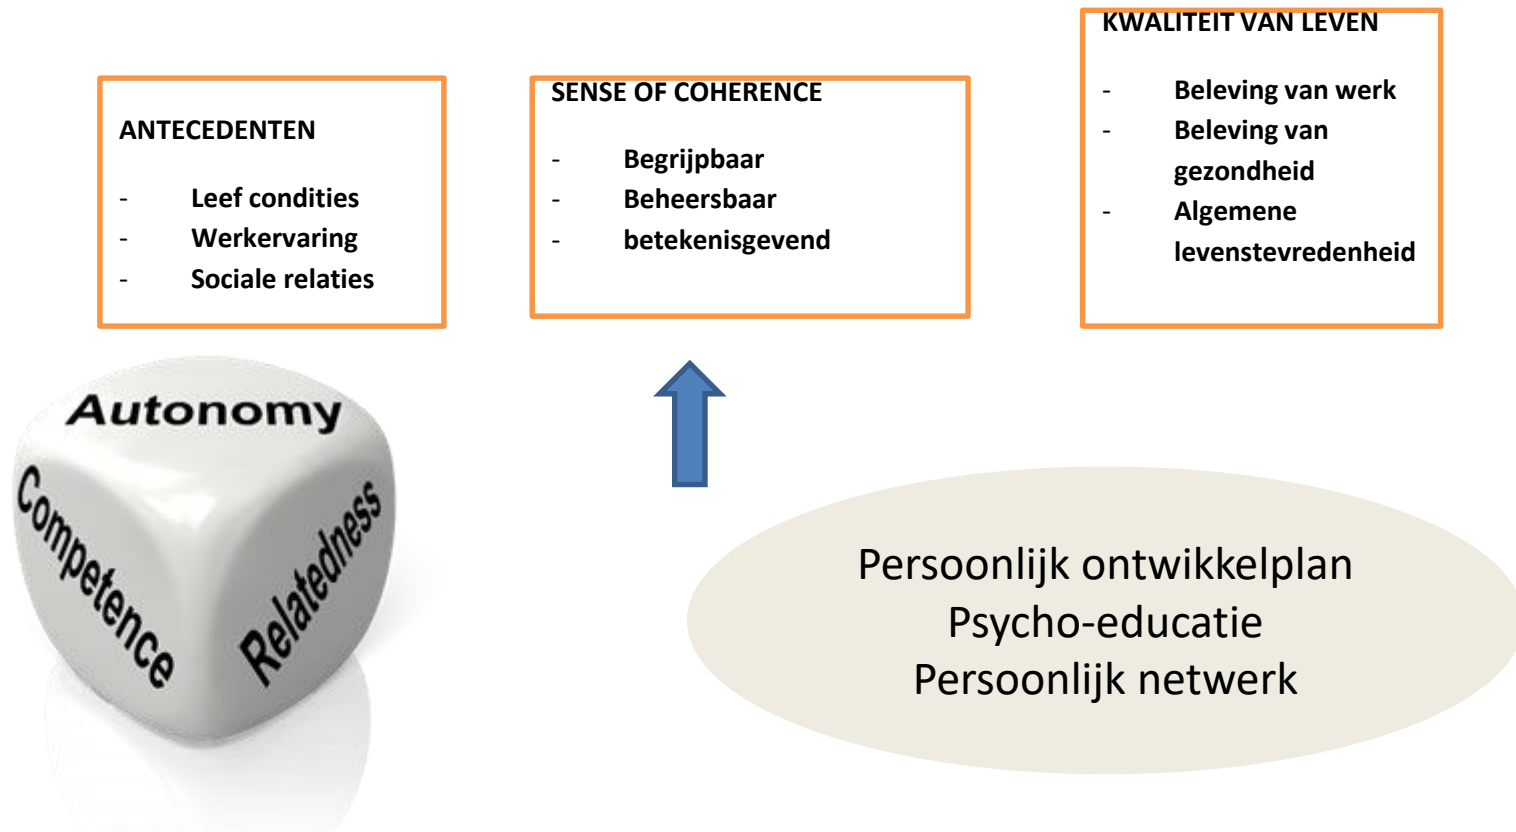 ANTECEDENTEN
- Leef condities
- Werkervaring
- Sociale relaties
SENSE OF COHERENCE
- Begrijpbaar
- Beheersbaar
- betekenisgevend
KWALITEIT VAN LEVEN
- Beleving van werk
- Beleving van
gezondheid
- Algemene
levenstevredenheid
Autonomy
Competence
Relatedness
Persoonlijk ontwikkelplan
Psycho-educatie
Persoonlijk netwerk